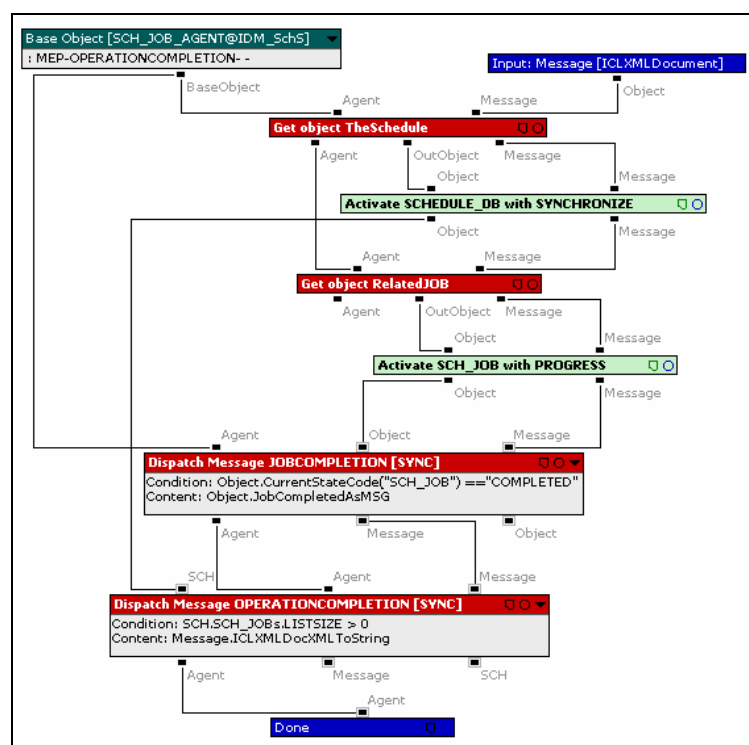 Base Object [SCH_JOB_AGENT@IDM_SchS]
: MEP-OPERATIONCOMPLETION- -
Input: Message [ICLXMLDocument]
BaseObject
Object
Agent Message
Get object TheSchedule
Agent OutObject Message
Object Message
Activate SCHEDULE_DB with SYNCHRONIZE
Object Message
Agent Message
Get object RelatedJOB
Agent OutObject Message
Object Message
Activate SCH_JOB with PROGRESS
Object Message
Agent Object Message
Dispatch Message JOBCOMPLETION [SYNC]
Condition: Object.CurrentStateCode("SCH_JOB") =="COMPLETED"
Content: Object.JobCompletedAsMSG
Agent Message Object
SCH Agent Message
Dispatch Message OPERATIONCOMPLETION [SYNC]
Condition: SCH.SCH_JOBs.LISTSIZE > 0
Content: Message.ICLXMLDocXMLToString
Agent Message SCH
Agent
Done